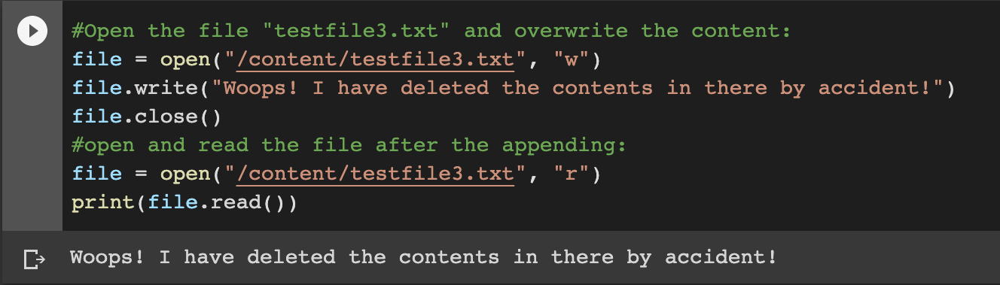 #Open the file "testfile3.txt" and overwrite the content:
file = open("/content/testfile3.txt", "w")
file.write("Woops! I have deleted the contents in there by accident!")
file.close()
#open and read the file after the appending:
file = open("/content/testfile3.txt", "r")
print(file.read())
Woops! I have deleted the contents in there by accident!